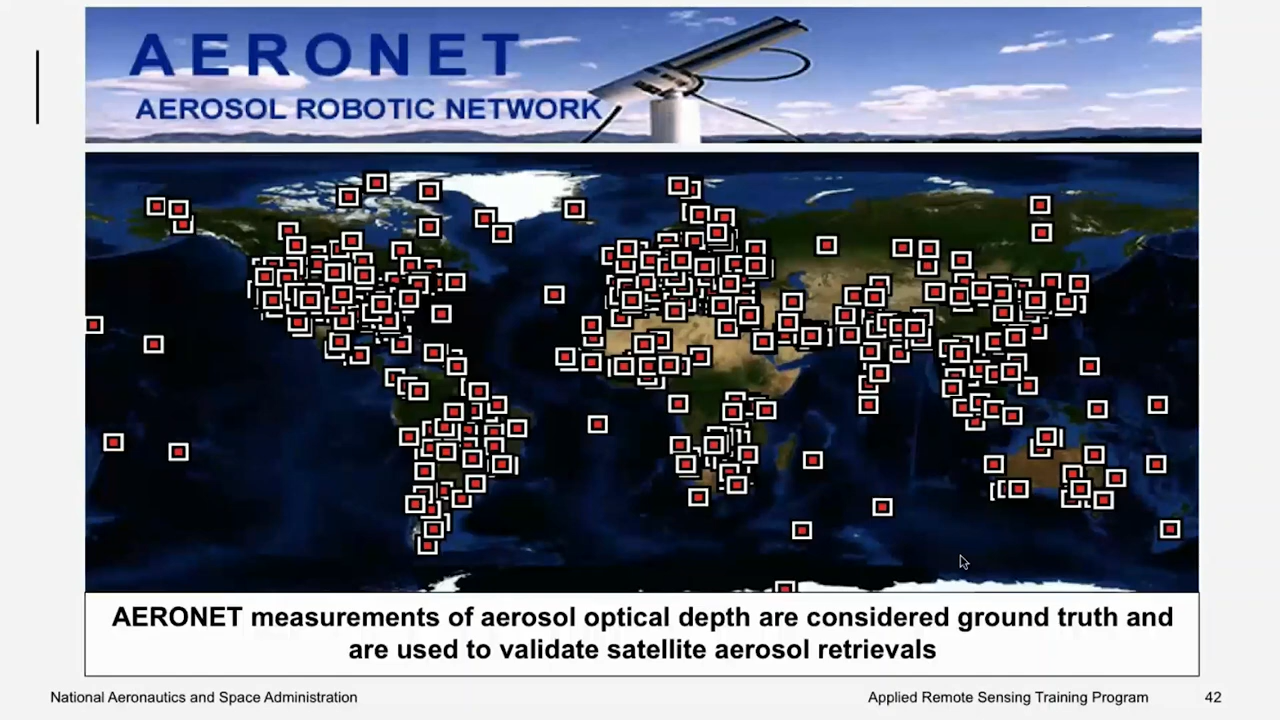 AERONET
AEROSOL ROBOTIC NETWORK
AERONET measurements of aerosol optical depth are considered ground truth and
are used to validate satellite aerosol retrievals
National Aeronautics and Space Administration
Applied Remote Sensing Training Program
42